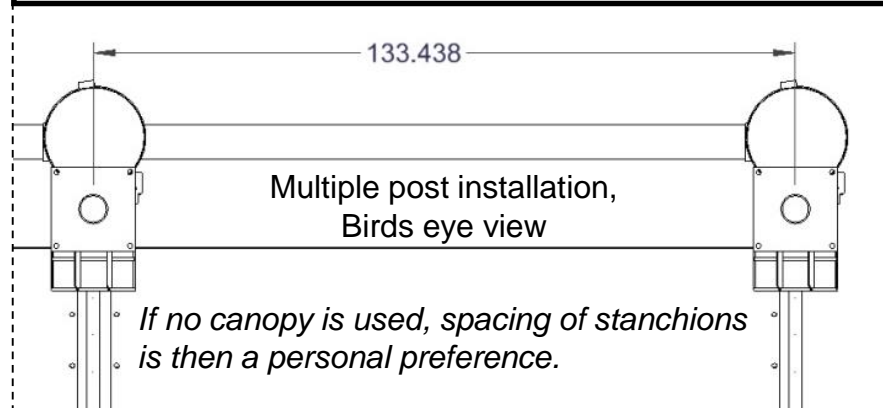 133.438
Multiple post installation,
Birds eye view
If no canopy is used, spacing of stanchions
is then a personal preference.